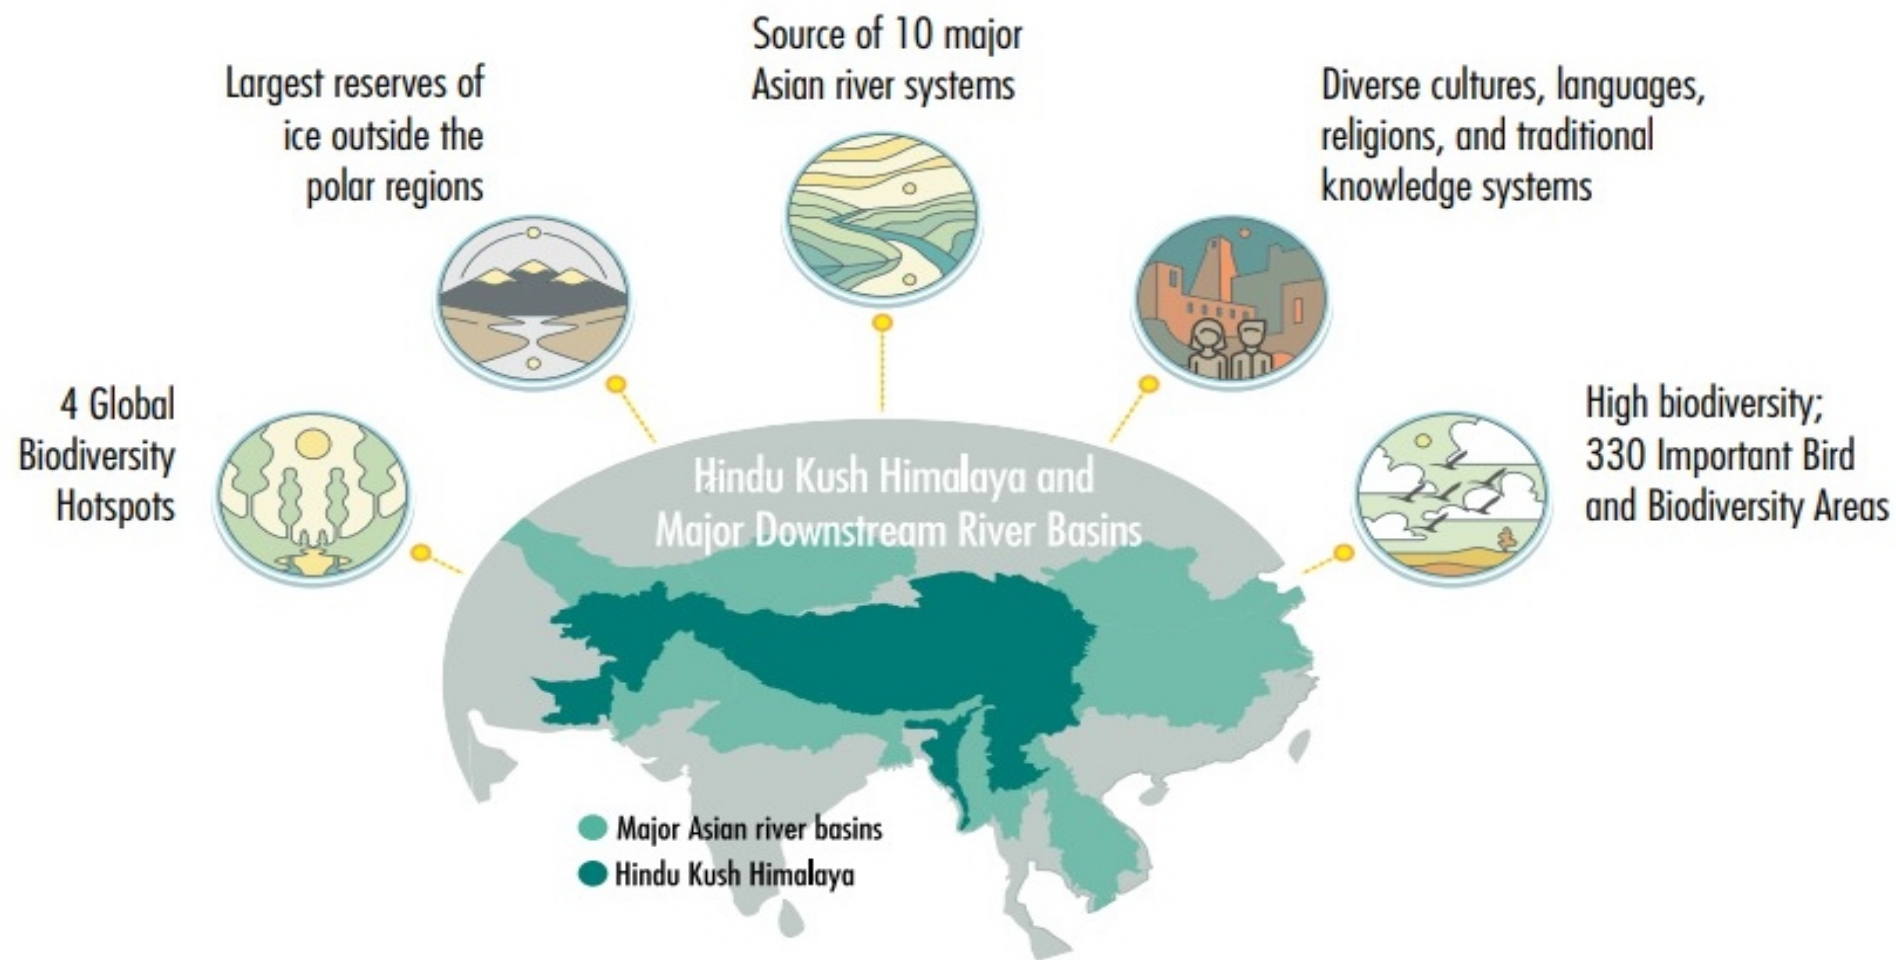 Source of 10 major
Asian river systems
Largest reserves of
ice outside the
polar regions
Diverse cultures, languages,
religions, and traditional
knowledge systems
4 Global
Biodiversity
Hotspots
High biodiversity;
330 Important Bird
and Biodiversity Areas
Hindu Kush Himalaya and
Major Downstream River Basins
Major Asian river basins
Hindu Kush Himalaya